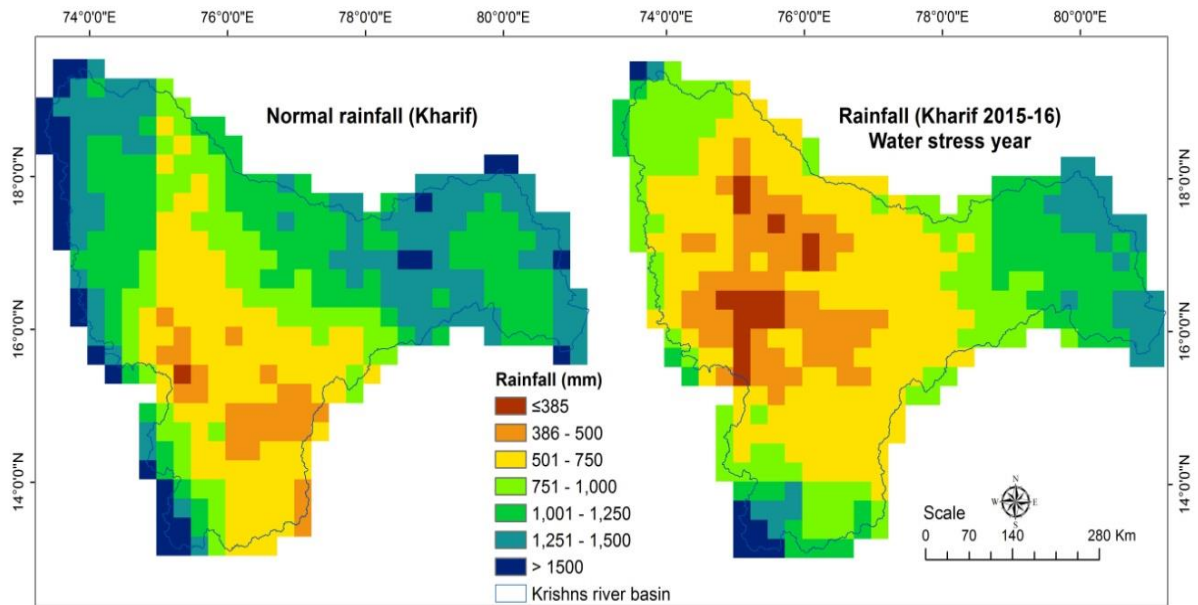 74°0'0"E 76°0'0"E 78°0'0"E 80°0'0"E 74°0'0"E 76°0'0"E 78°0'0"E 80°0'0"E
Normal rainfall (Kharif)
Rainfall (Kharif 2015-16)
Water stress year
18°0'0"N
16°0'0"N
14°0'0"N
18°0'0"N
16°0'0"N
14°0'0"N
Rainfall (mm)
≤385
386 - 500
501 - 750
751 - 1,000
1,001 - 1,250
1,251 - 1,500
> 1500
Krishns river basin
N
W E
S
Scale
0 70 140 280 Km